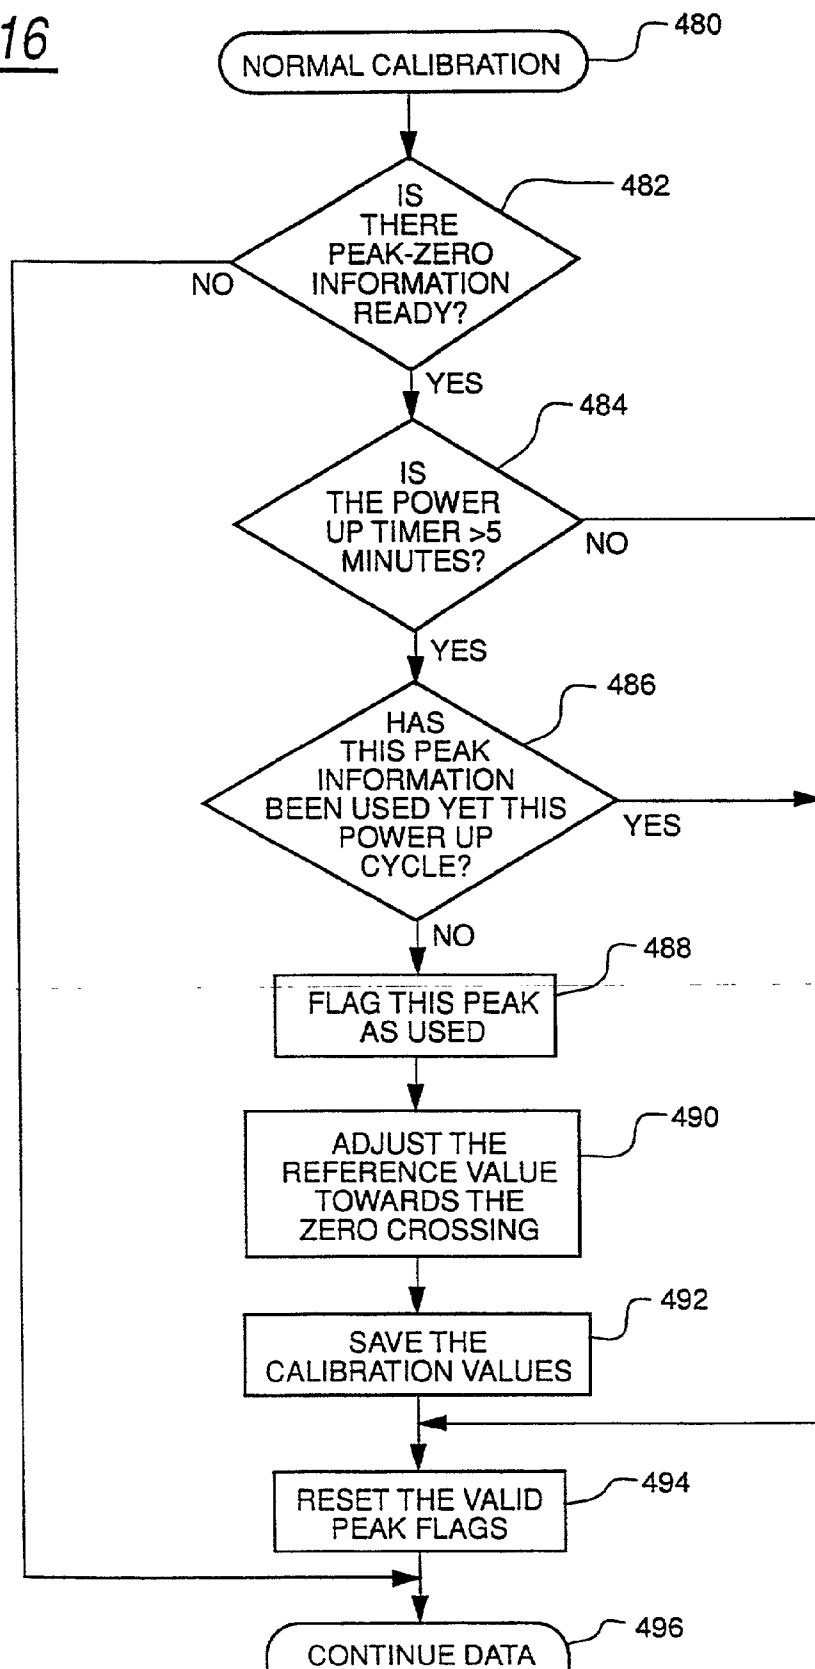 16
480
NORMAL CALIBRATION
482
IS
THERE
PEAK-ZERO
INFORMATION
READY?
NO
YES
484
IS
THE POWER
UP TIMER >5
MINUTES?
NO
YES
486
HAS
THIS PEAK
INFORMATION
BEEN USED YET THIS
POWER UP
CYCLE?
YES
NO
488
FLAG THIS PEAK
AS USED
490
ADJUST THE
REFERENCE VALUE
TOWARDS THE
ZERO CROSSING
492
SAVE THE
CALIBRATION VALUES
494
RESET THE VALID
PEAK FLAGS
496
CONTINUE DATA